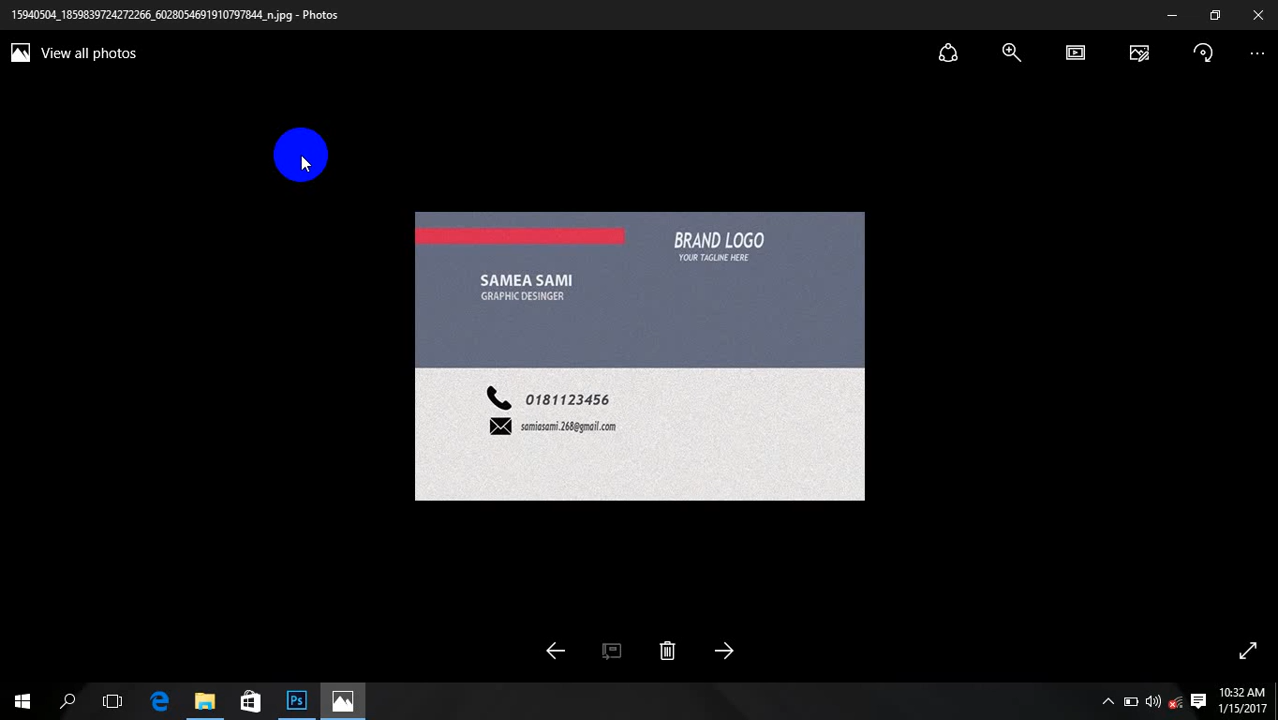 15940504_1859839724272266_6028054691910797844_n.jpg - Photos
View all photos
BRAND LOGO
YOUR TAGLINE HERE
SAMEA SAMI
GRAPHIC DESINGER
0181123456
samiasami.268@gmail.com
Ps
10:32 AM
1/15/2017